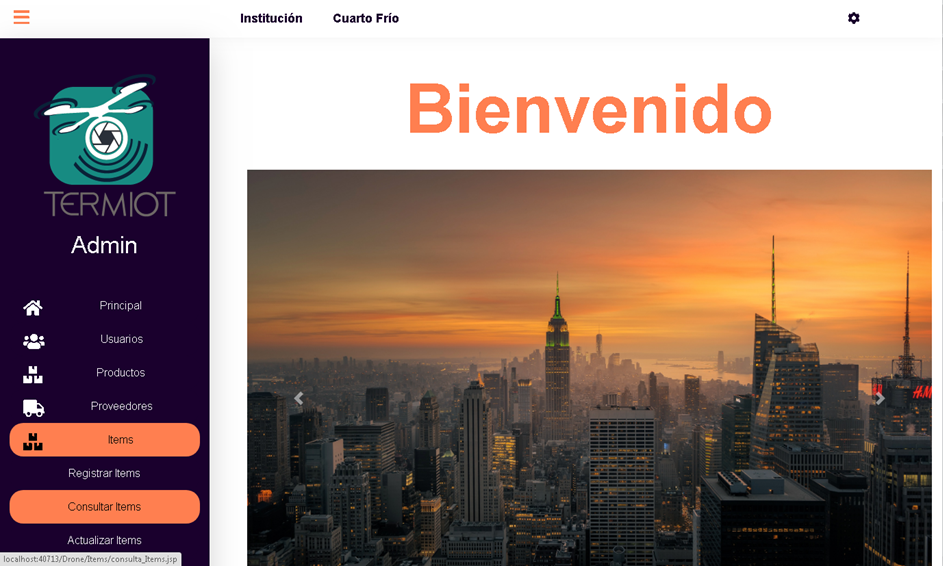 Institución Cuarto Frío
TERMIOT
Admin
Principal
Usuarios
Productos
Proveedores
Items
Registrar Items
Consultar Items
Actualizar Items
localhost:40713/Drone/Items/consulta_Items.jsp
Bienvenido
H&M